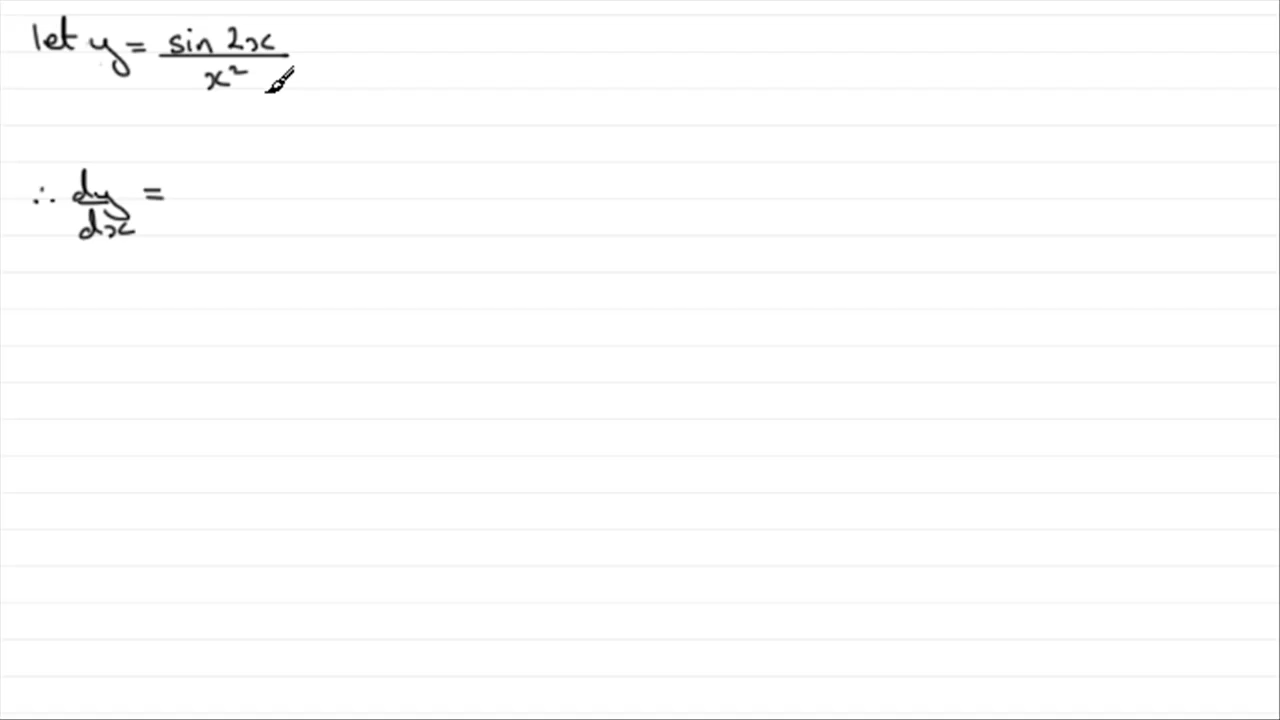 let y = sin 2x / x²
∴ dy/dx =